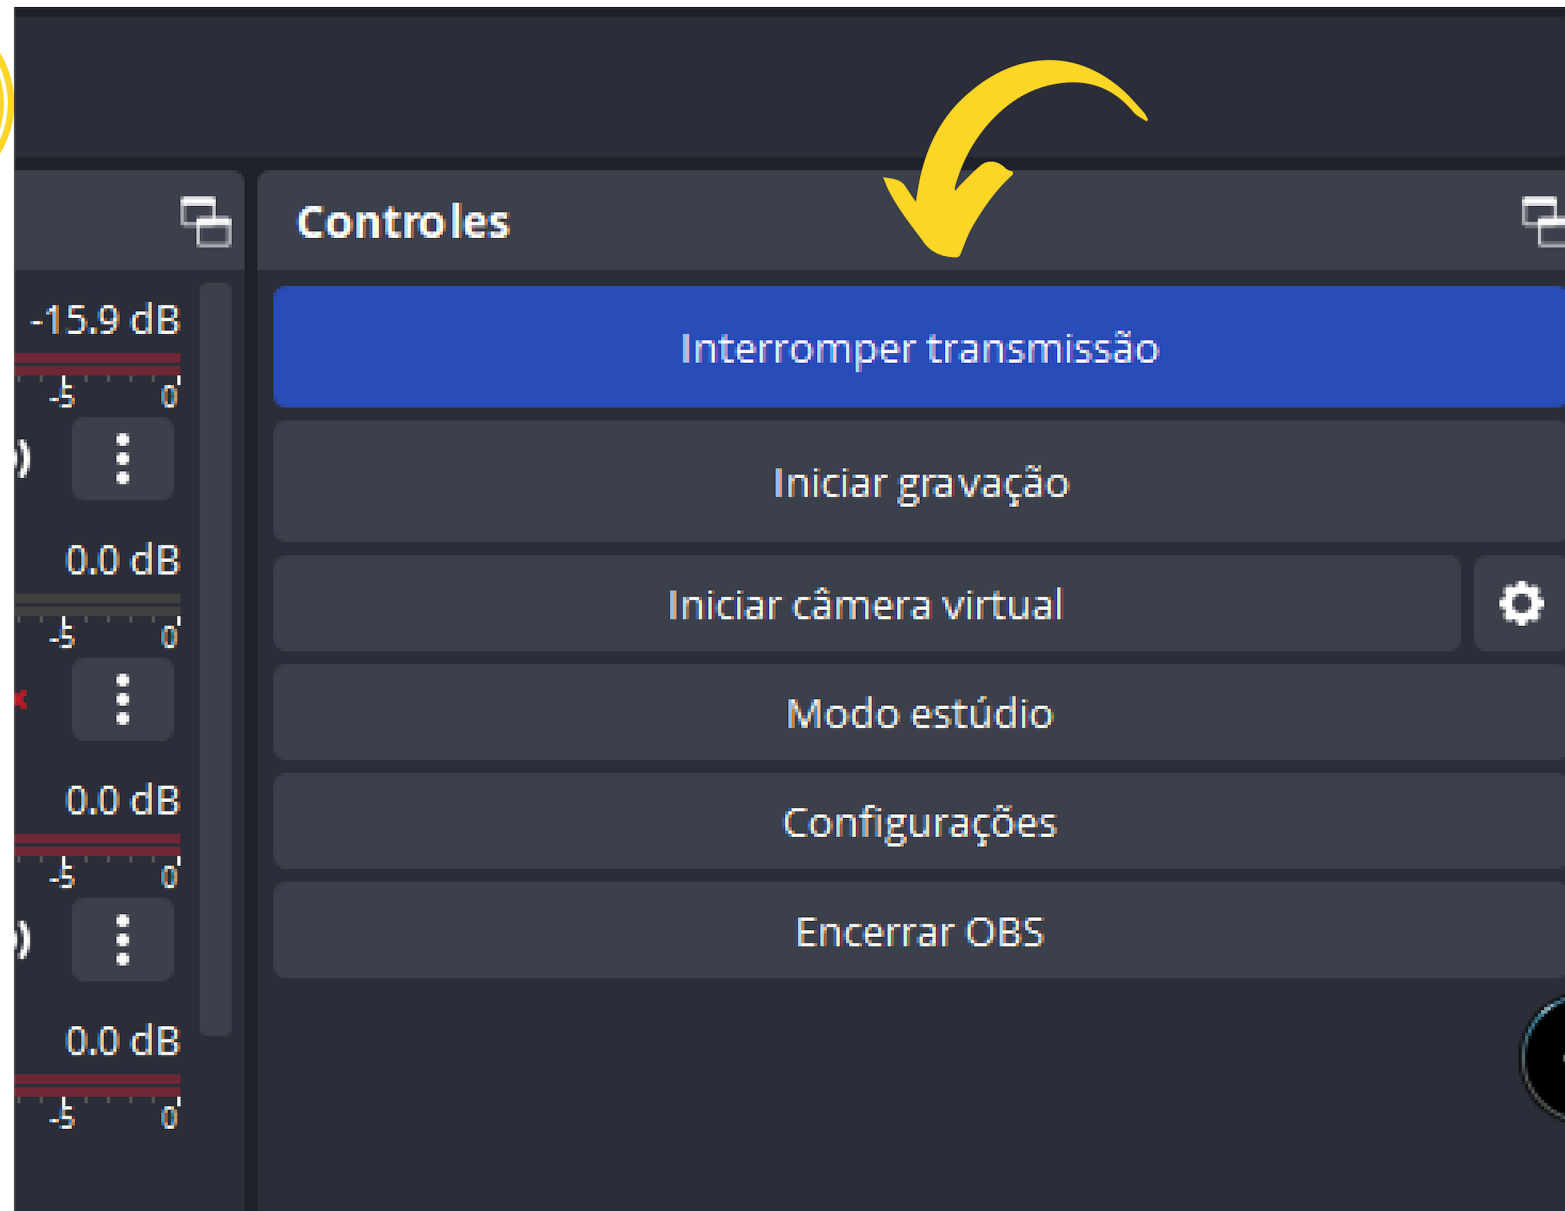 Controles
-15.9 dB
-5 0
0.0 dB
-5 0
0.0 dB
-5 0
0.0 dB
-5 0
Interromper transmissão
Iniciar gravação
Iniciar câmera virtual
Modo estúdio
Configurações
Encerrar OBS